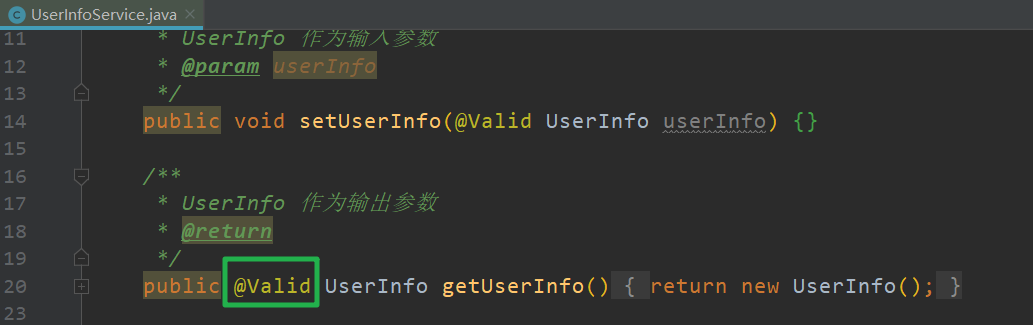 UserInfoService.java ×
11 * UserInfo 作为输入参数
12 * @param userInfo
13 */
14 public void setUserInfo(@Valid UserInfo userInfo) {}
15
16 /**
17 * UserInfo 作为输出参数
18 * @return
19 */
20 public @Valid UserInfo getUserInfo() { return new UserInfo(); }
23